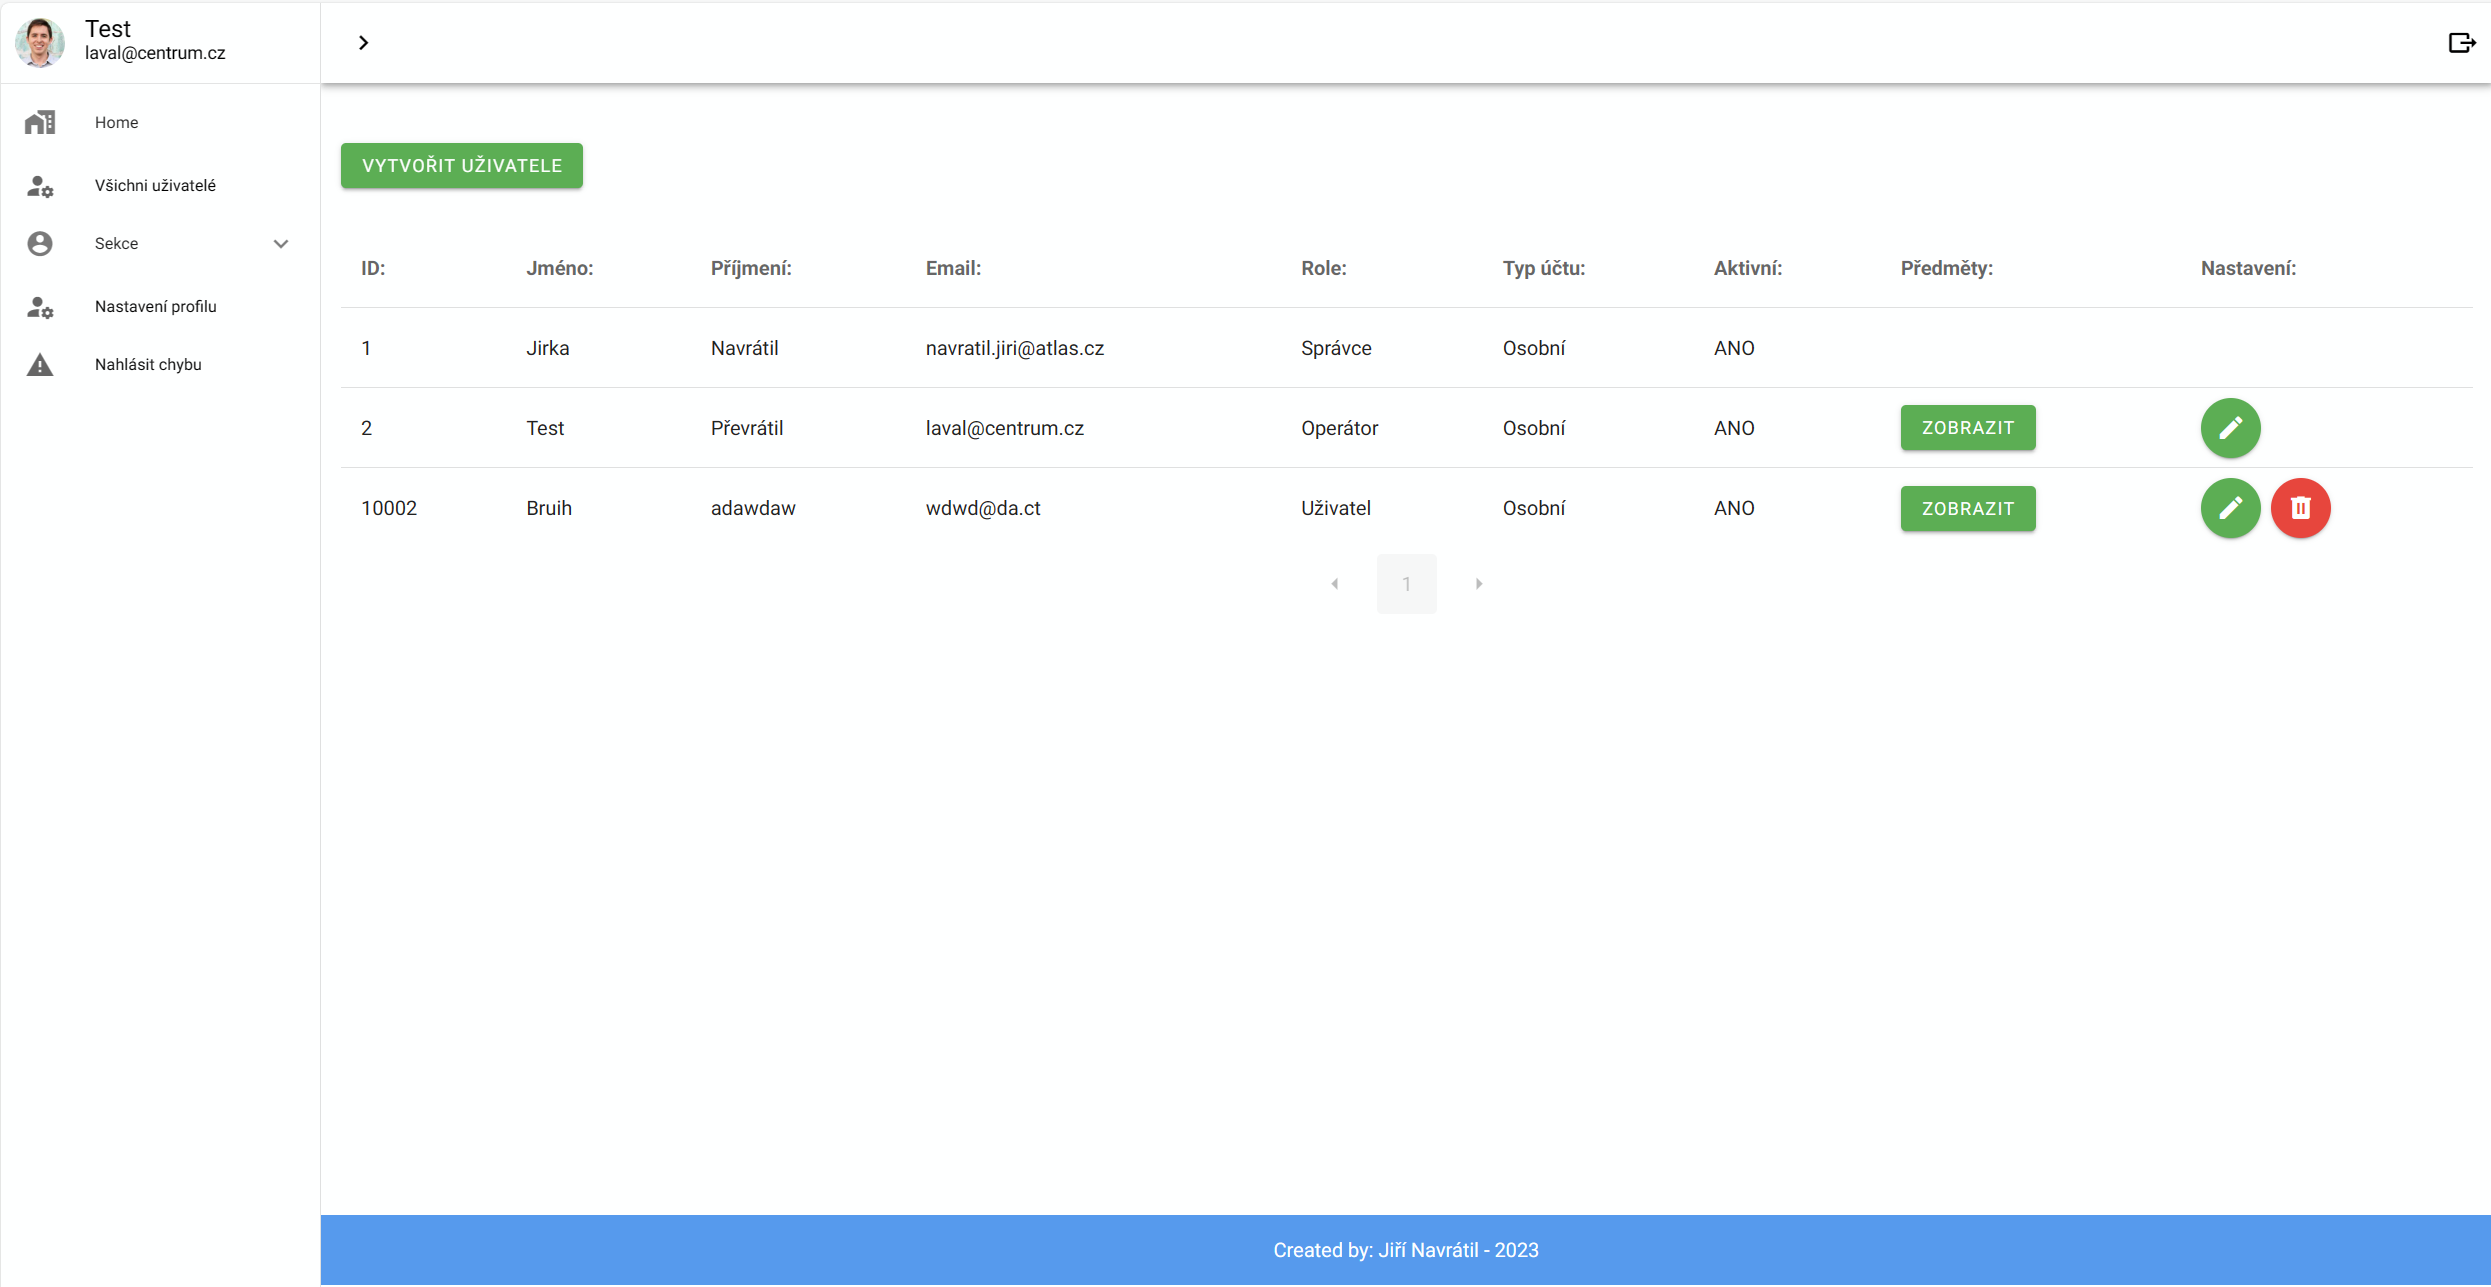 Test
laval@centrum.cz
Home
Všichni uživatelé
Sekce
Nastavení profilu
Nahlásit chybu
VYTVOŘIT UŽIVATELE
ID: Jméno: Příjmení: Email: Role: Typ účtu: Aktivní: Předměty: Nastavení:
1 Jirka Navrátil navratil.jiri@atlas.cz Správce Osobní ANO
2 Test Převrátil laval@centrum.cz Operátor Osobní ANO ZOBRAZIT
10002 Bruih adawdaw wdwd@da.ct Uživatel Osobní ANO ZOBRAZIT
1
Created by: Jiří Navrátil - 2023